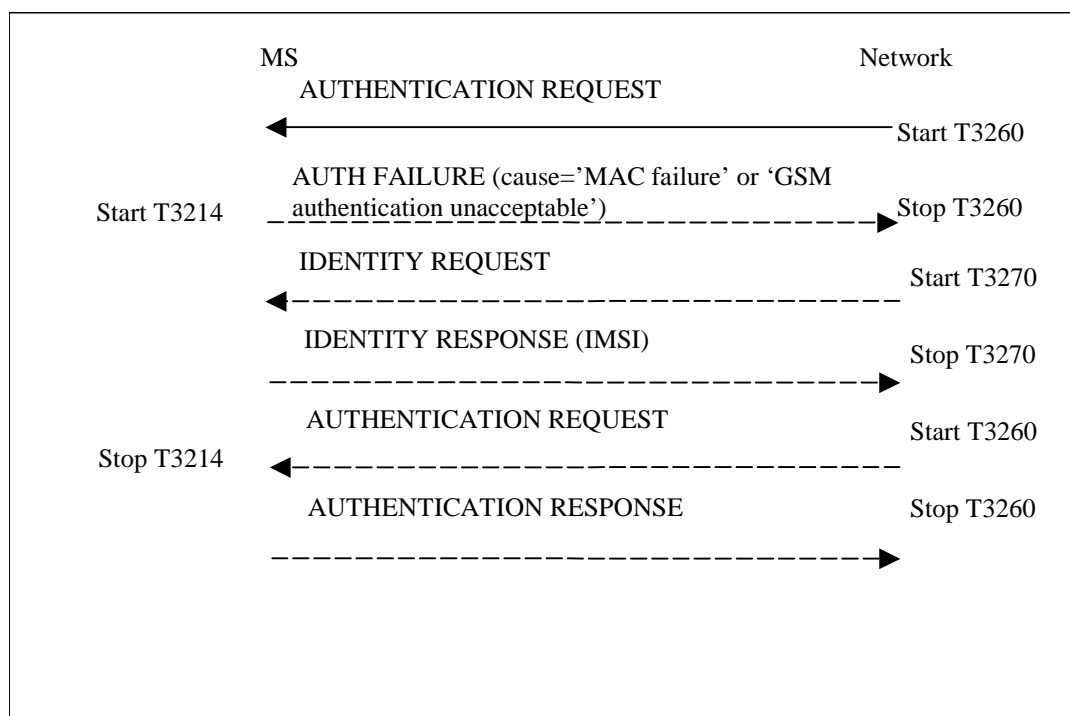 MS Network
AUTHENTICATION REQUEST
Start T3260
AUTH FAILURE (cause=’MAC failure’ or ‘GSM
authentication unacceptable’)
Start T3214
Stop T3260
IDENTITY REQUEST
Start T3270
IDENTITY RESPONSE (IMSI)
Stop T3270
AUTHENTICATION REQUEST
Start T3260
Stop T3214
AUTHENTICATION RESPONSE
Stop T3260